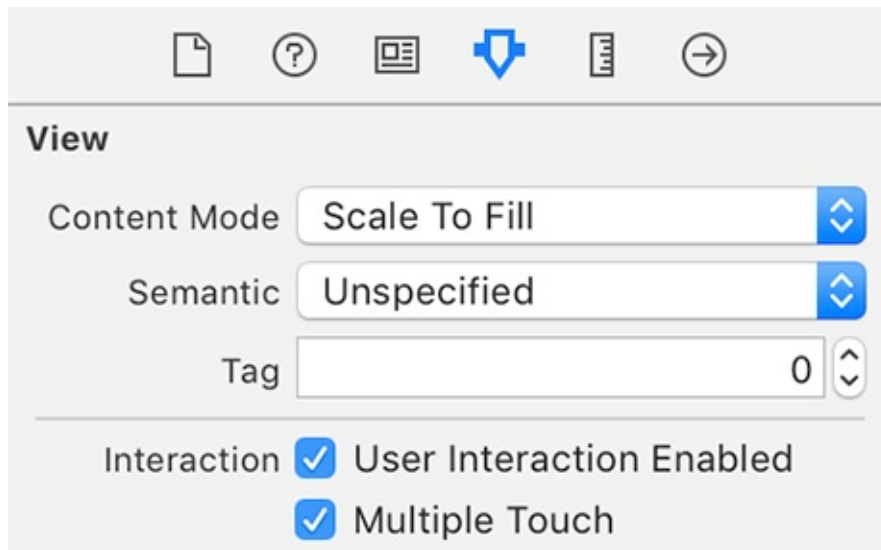 View
Content Mode Scale To Fill
Semantic Unspecified
Tag 0
Interaction User Interaction Enabled
Multiple Touch